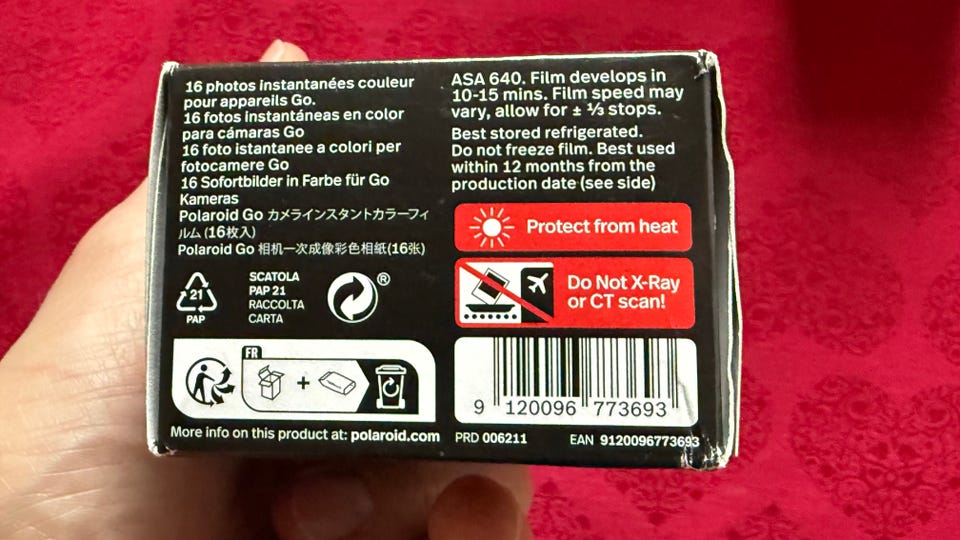 16 photos instantanées couleur
pour appareils Go.
16 fotos instantáneas en color
para cámaras Go
16 foto istantanee a colori per
fotocamere Go
16 Sofortbilder in Farbe für Go
Kameras
Polaroid Go カメラインスタントカラーフィ
ルム (16枚入)
Polaroid Go 相机一次成像彩色相纸(16张)
21
PAP
SCATOLA
PAP 21
RACCOLTA
CARTA
®
FR
+
More info on this product at: polaroid.com
ASA 640. Film develops in
10-15 mins. Film speed may
vary, allow for ± ⅓ stops.
Best stored refrigerated.
Do not freeze film. Best used
within 12 months from the
production date (see side)
Protect from heat
Do Not X-Ray
or CT scan!
9 120096 773693
PRD 006211 EAN 9120096773693